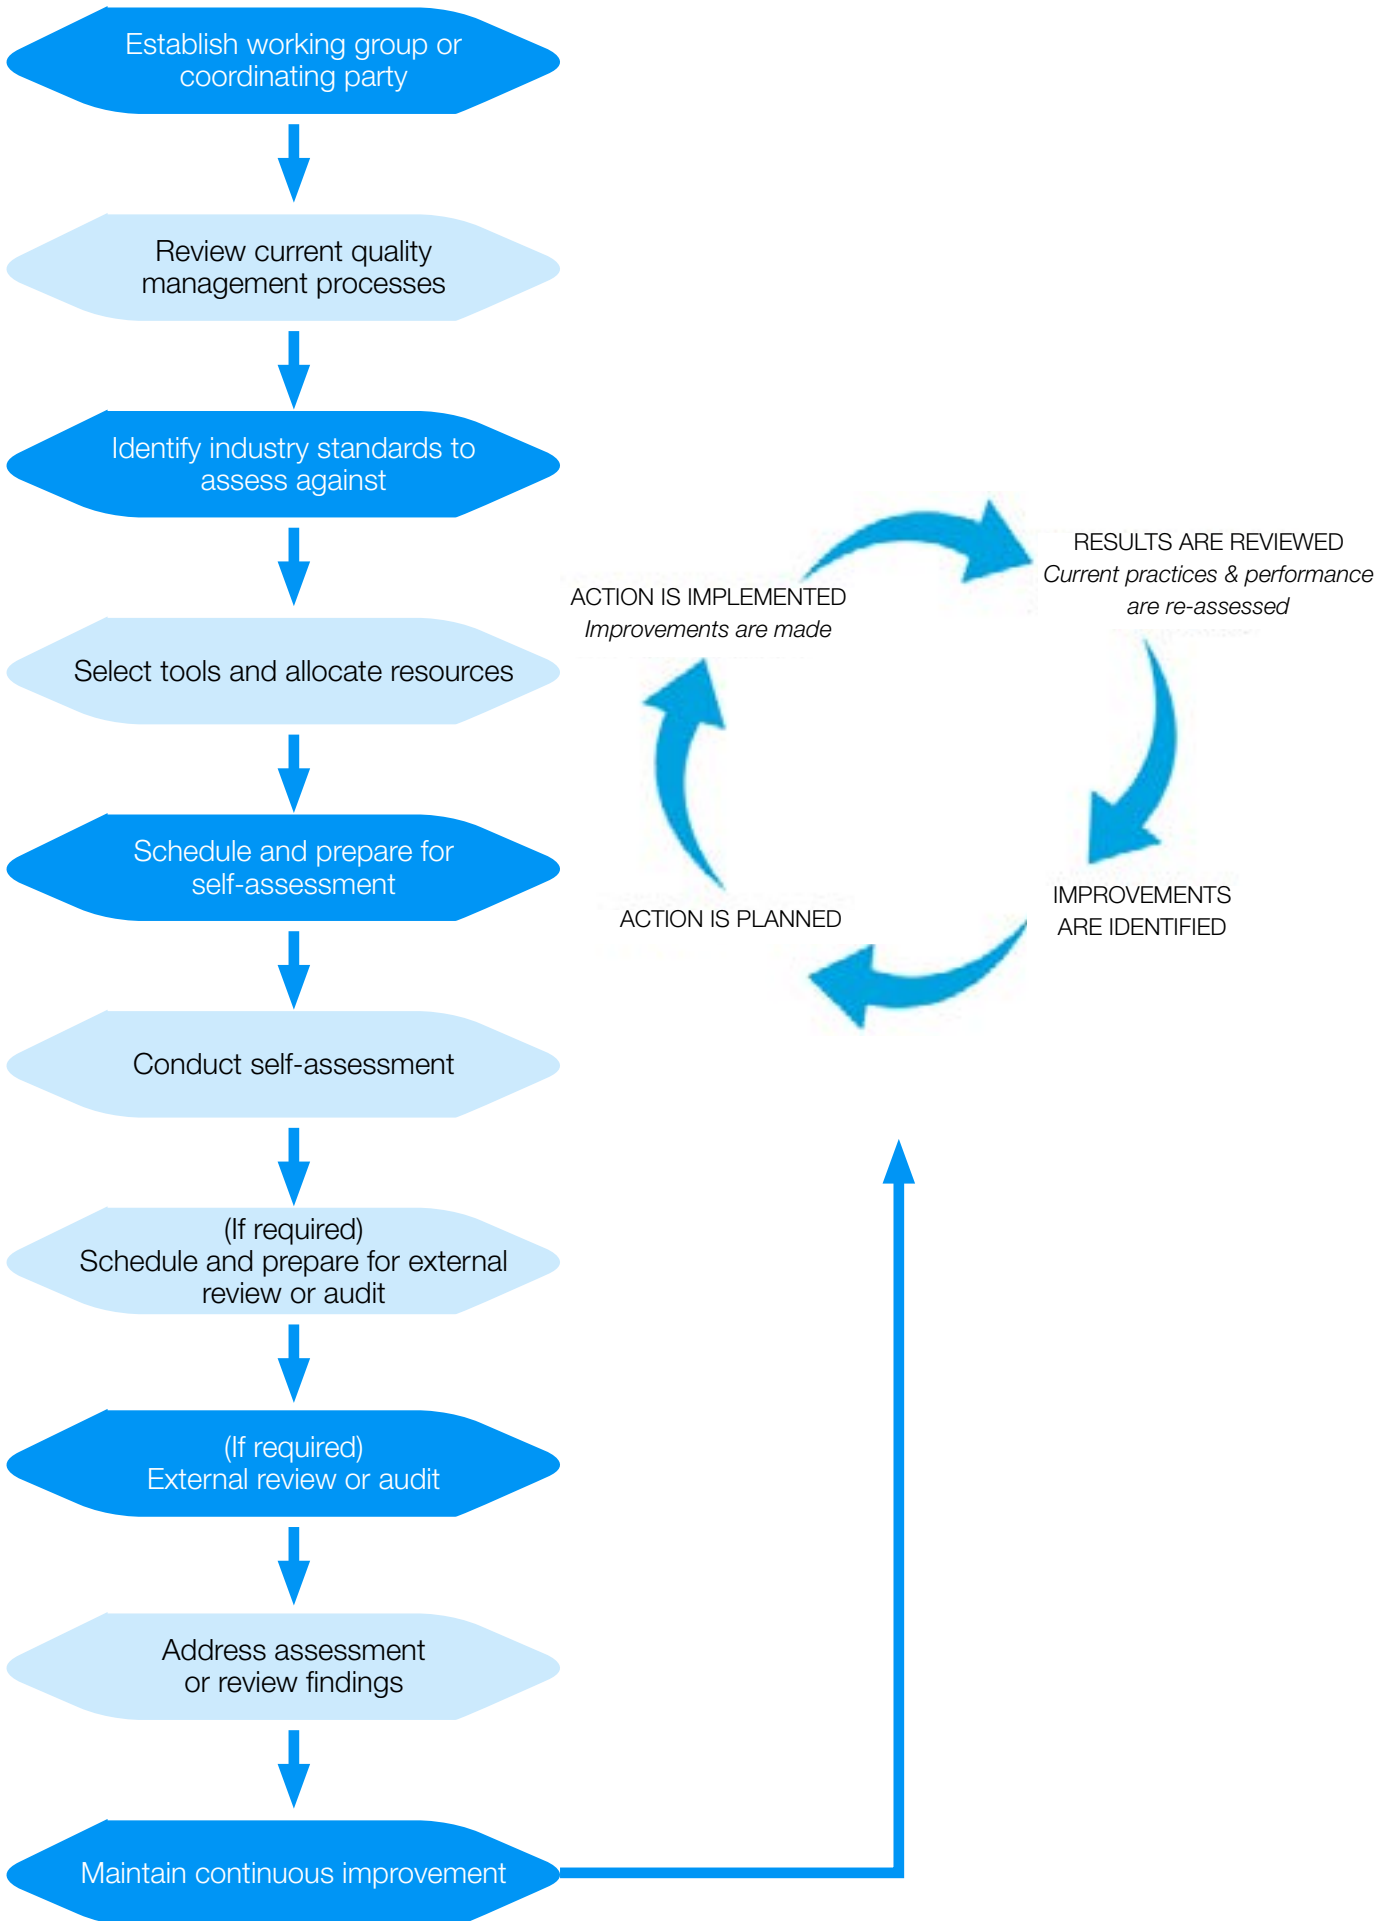 Establish working group or
coordinating party
Review current quality
management processes
Identify industry standards to
assess against
Select tools and allocate resources
Schedule and prepare for
self-assessment
Conduct self-assessment
(If required)
Schedule and prepare for external
review or audit
(If required)
External review or audit
Address assessment
or review findings
Maintain continuous improvement
ACTION IS IMPLEMENTED
Improvements are made
RESULTS ARE REVIEWED
Current practices & performance
are re-assessed
IMPROVEMENTS
ARE IDENTIFIED
ACTION IS PLANNED